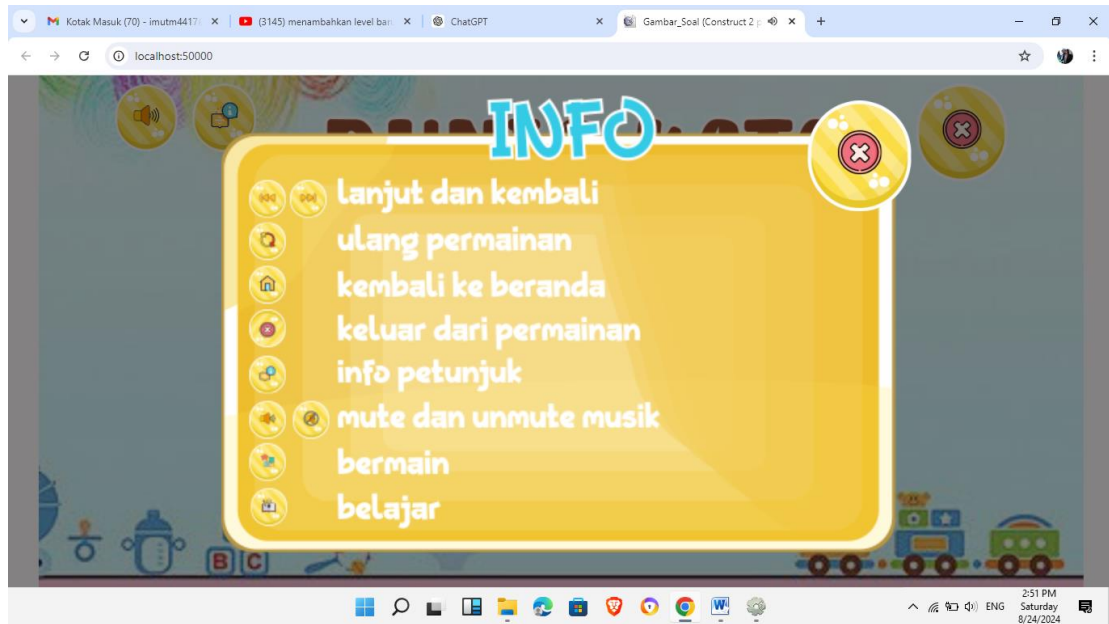 Kotak Masuk (70) - imutm4417
(3145) menambahkan level ban
ChatGPT
Gambar_Soal (Construct 2 p
localhost:50000
INFO
lanjut dan kembali
ulang permainan
kembali ke beranda
keluar dari permainan
info petunjuk
mute dan unmute musik
bermain
belajar
B C
ENG
2:51 PM
Saturday
8/24/2024